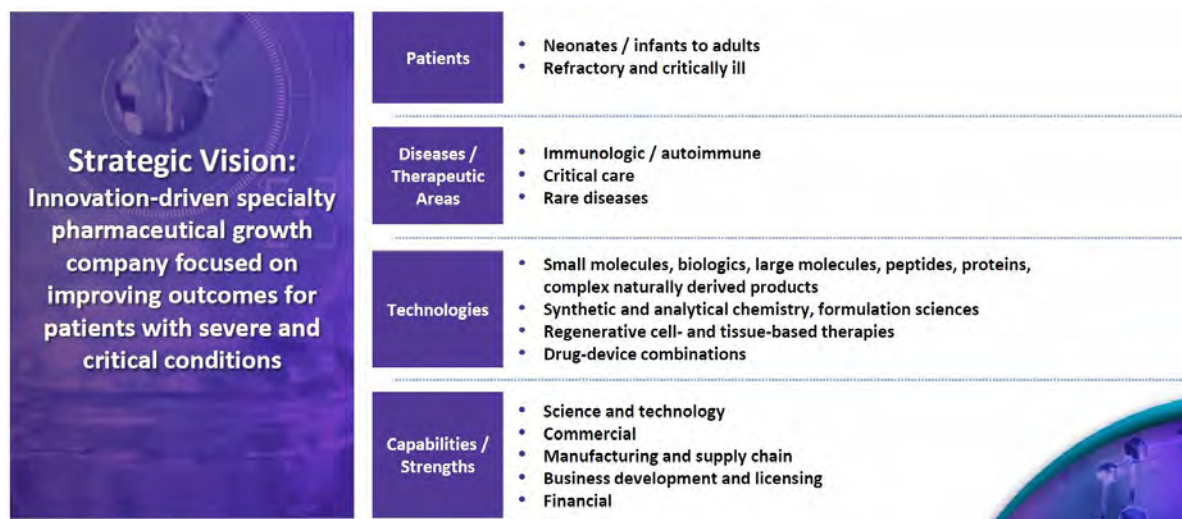 Strategic Vision:
Innovation-driven specialty
pharmaceutical growth
company focused on
improving outcomes for
patients with severe and
critical conditions
Patients
• Neonates / infants to adults
• Refractory and critically ill
Diseases /
Therapeutic
Areas
• Immunologic / autoimmune
• Critical care
• Rare diseases
Technologies
• Small molecules, biologics, large molecules, peptides, proteins,
complex naturally derived products
• Synthetic and analytical chemistry, formulation sciences
• Regenerative cell- and tissue-based therapies
• Drug-device combinations
Capabilities /
Strengths
• Science and technology
• Commercial
• Manufacturing and supply chain
• Business development and licensing
• Financial